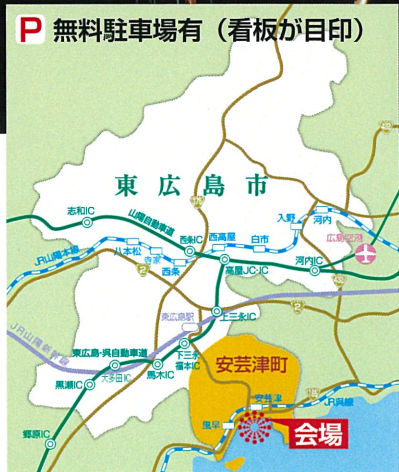 P 無料駐車場有（看板が目印）
東広島市
志和IC
山陽自動車道
入野
河内
西条IC
西高屋
白市
広島空港
JR山陽本線
八本松
寺家
西条
高屋JC・IC
河内IC
2
2
東広島駅
上三永IC
JR山陽新幹線
東広島・呉自動車道
下三永
福本IC
安芸津町
大多田IC
馬木IC
黒瀬IC
安芸津
JR呉線
風早
会場
郷原IC